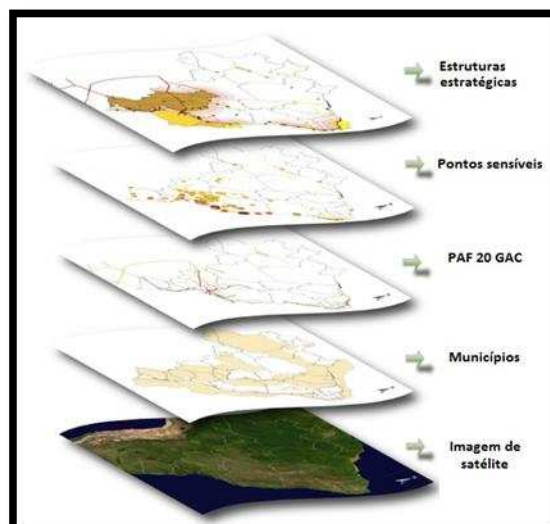 Estruturas
estratégicas
Pontos sensíveis
PAF 20 GAC
Municípios
Imagem de
satélite